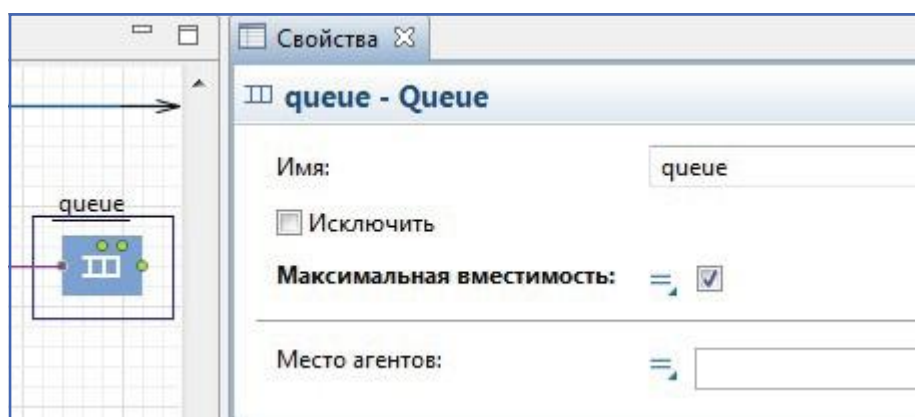 Свойства
queue - Queue
Имя:
queue
Исключить
Максимальная вместимость:
Место агентов:
queue